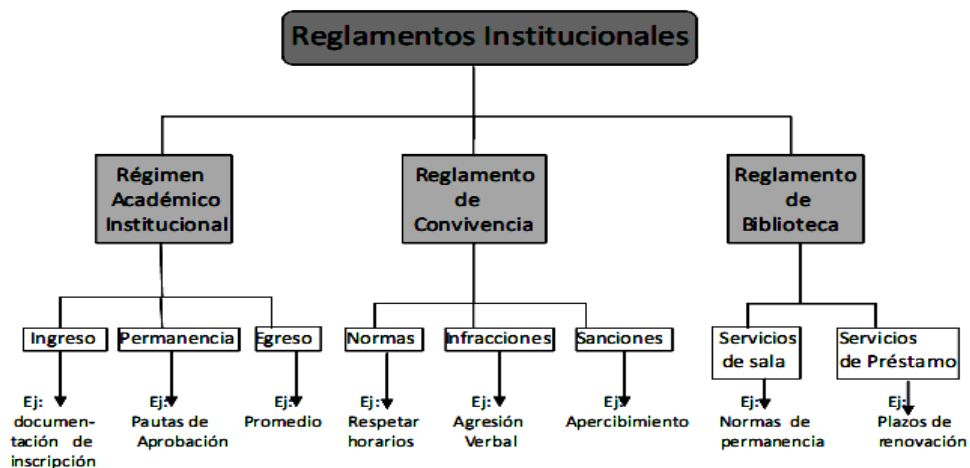 Reglamentos Institucionales
Régimen
Académico
Institucional
Reglamento
de
Convivencia
Reglamento
de
Biblioteca
Ingreso
Permanencia
Egreso
Normas
Infracciones
Sanciones
Servicios
de sala
Servicios
de Préstamo
Ej:
documen-
tación de
inscripción
Ej:
Pautas de
Aprobación
Ej:
Promedio
Ej:
Respetar
horarios
Ej:
Agresión
Verbal
Ej:
Apercibimiento
Ej:
Normas de
permanencia
Ej:
Plazos de
renovación